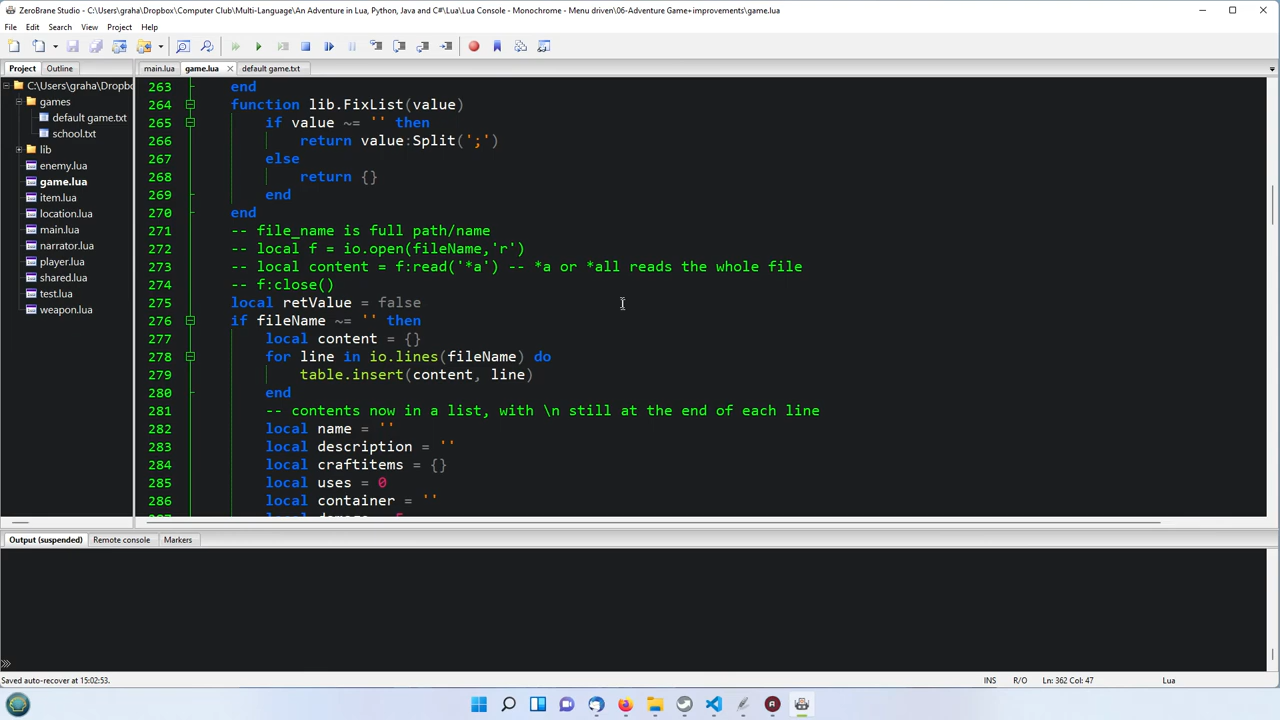 ZeroBrane Studio - C:\Users\graha\Dropbox\Computer Club\Multi-Language\An Adventure in Lua, Python, Java and C#\Lua\Lua Console - Monochrome - Menu driven\06-Adventure Game+improvements\game.lua
File Edit Search View Project Help
Project Outline
main.lua game.lua default game.txt
C:\Users\graha\Dropbo
games
default game.txt
school.txt
lib
enemy.lua
game.lua
item.lua
location.lua
main.lua
narrator.lua
player.lua
shared.lua
test.lua
weapon.lua
263 end
264 function lib.FixList(value)
265 if value ~= '' then
266 return value:Split(';')
267 else
268 return {}
269 end
270 end
271 -- file_name is full path/name
272 -- local f = io.open(fileName,'r')
273 -- local content = f:read('*a') -- *a or *all reads the whole file
274 -- f:close()
275 local retValue = false
276 if fileName ~= '' then
277 local content = {}
278 for line in io.lines(fileName) do
279 table.insert(content, line)
280 end
281 -- contents now in a list, with \n still at the end of each line
282 local name = ''
283 local description = ''
284 local craftitems = {}
285 local uses = 0
286 local container = ''
Output (suspended) Remote console Markers
Saved auto-recover at 15:02:53. INS R/O Ln: 362 Col: 47 Lua